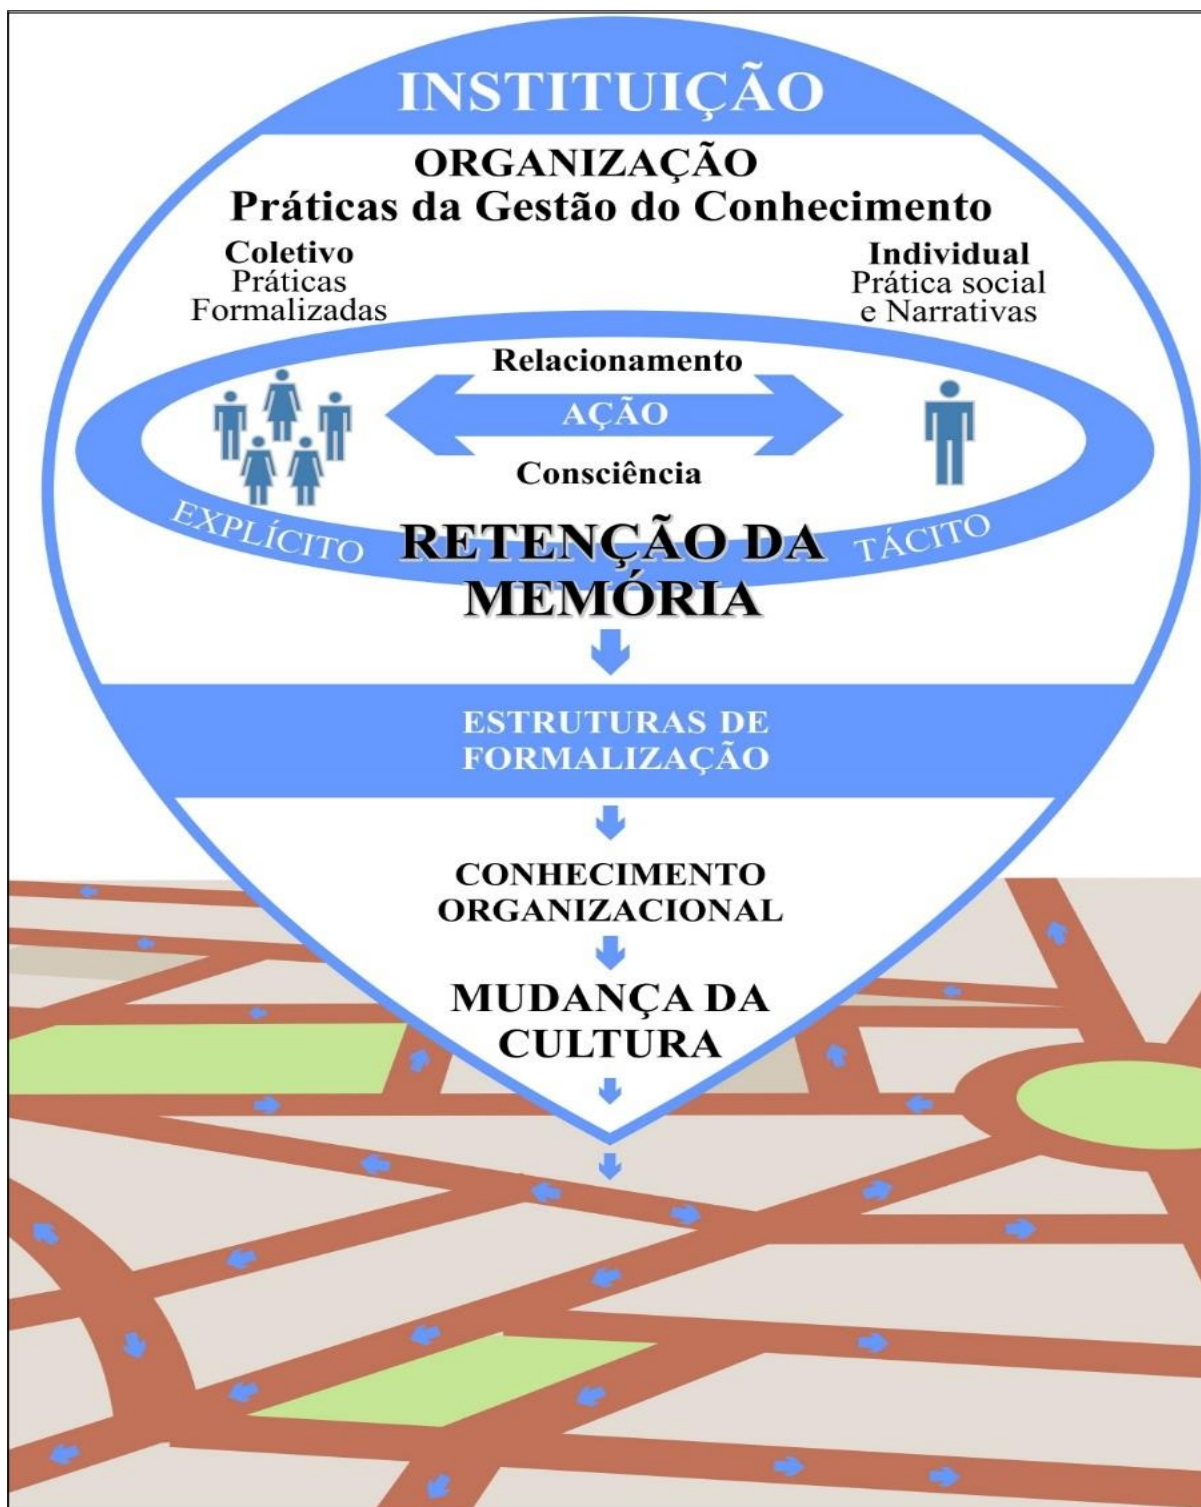 INSTITUIÇÃO
ORGANIZAÇÃO
Práticas da Gestão do Conhecimento
Coletivo
Práticas
Formalizadas
Individual
Prática social
e Narrativas
Relacionamento
AÇÃO
Consciência
EXPLÍCITO
TÁCITO
RETENÇÃO DA
MEMÓRIA
ESTRUTURAS DE
FORMALIZAÇÃO
CONHECIMENTO
ORGANIZACIONAL
MUDANÇA DA
CULTURA